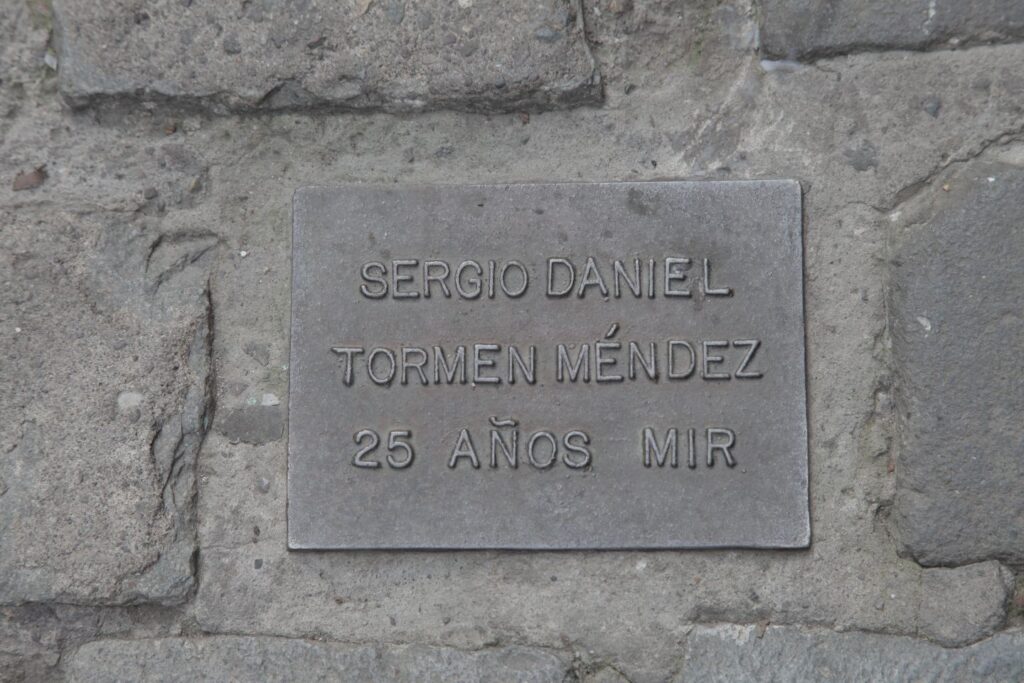 SERGIO DANIEL
TORMEN MÉNDEZ
25 AÑOS MIR